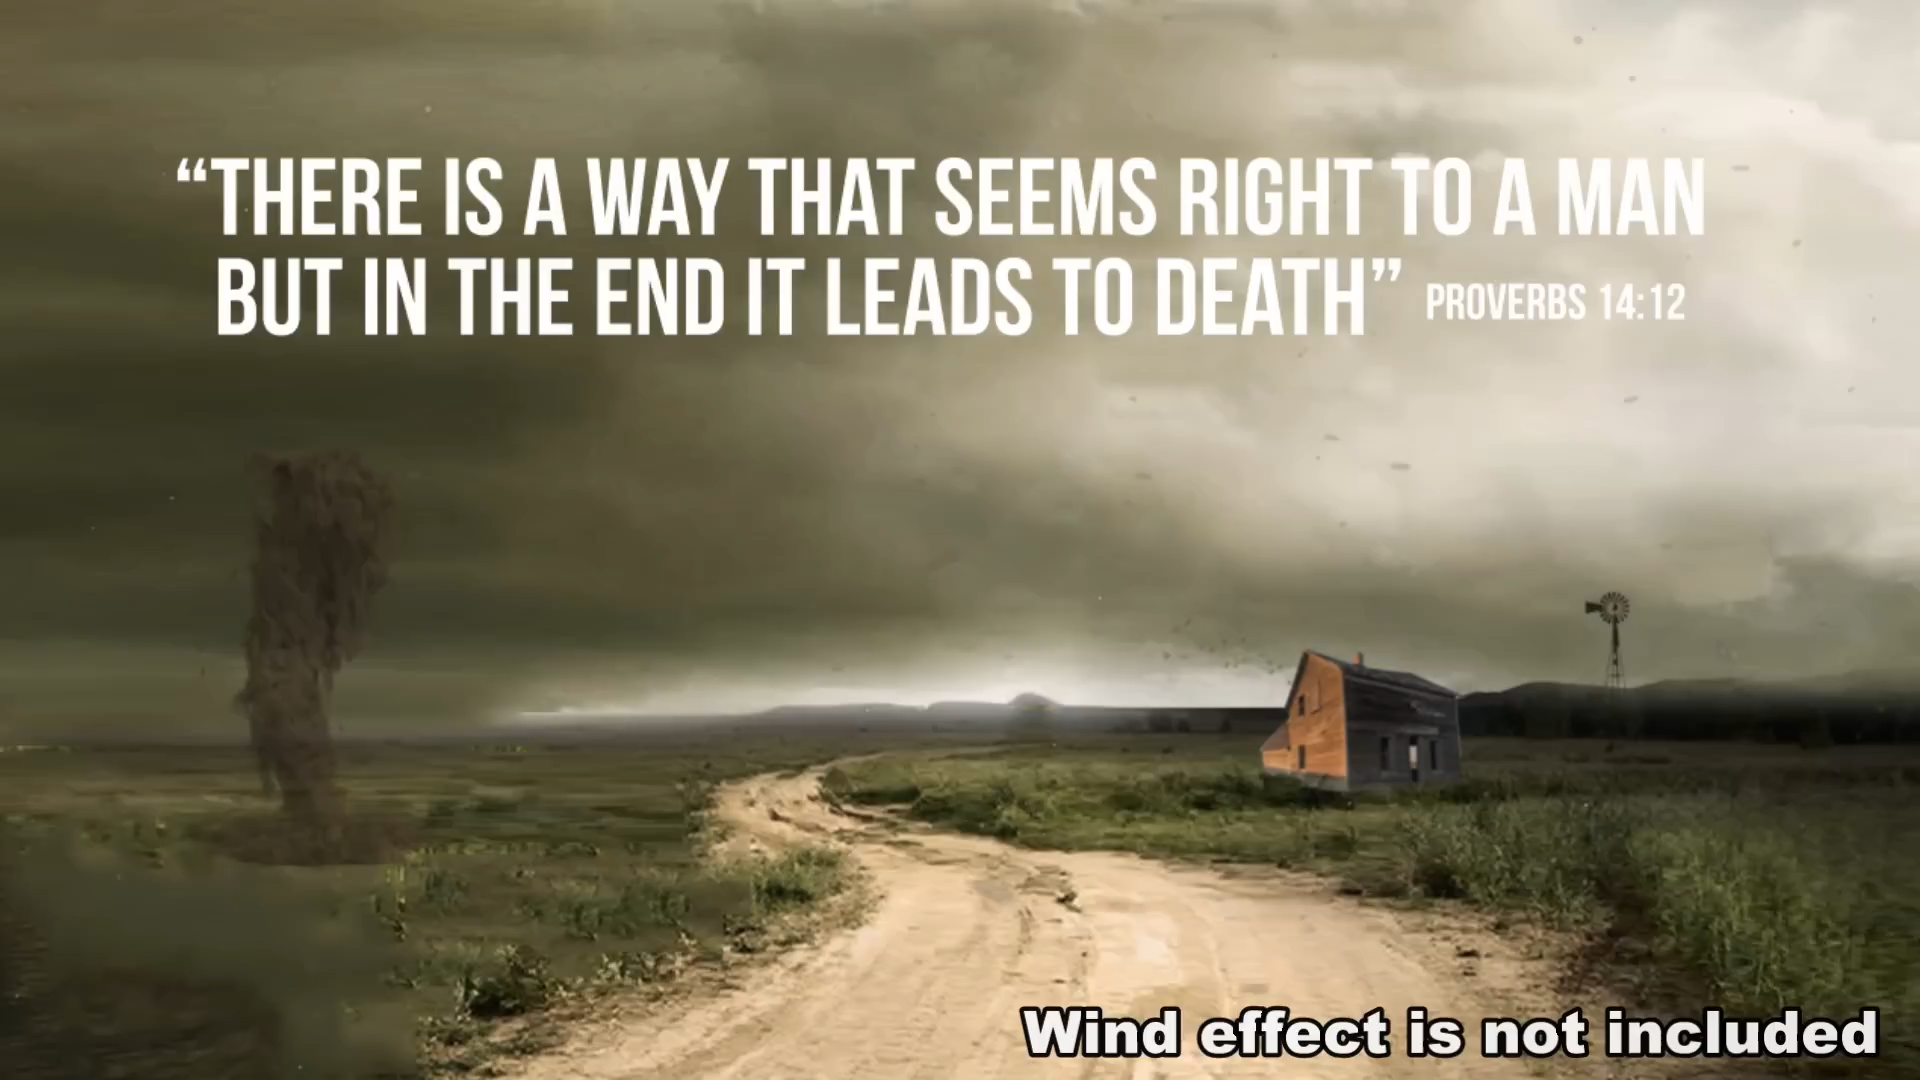 “THERE IS A WAY THAT SEEMS RIGHT TO A MAN
BUT IN THE END IT LEADS TO DEATH” PROVERBS 14:12
Wind effect is not included